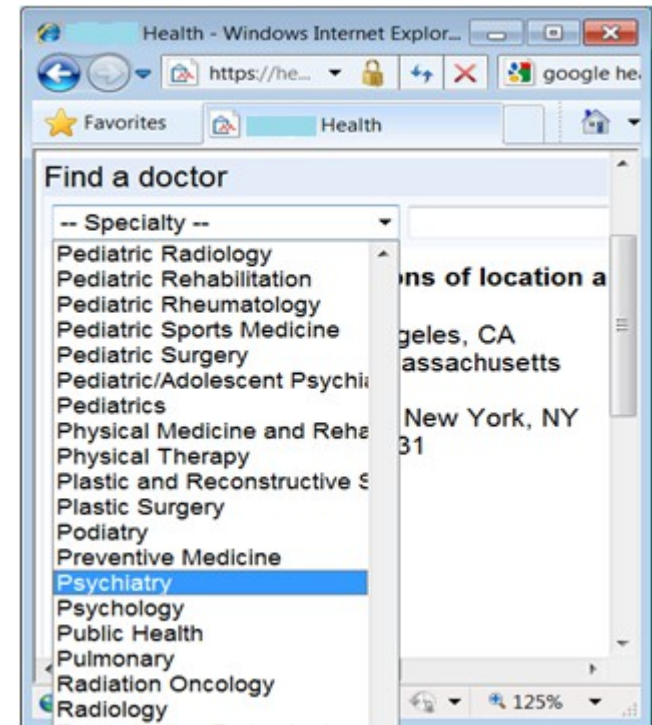 Health - Windows Internet Explor...
https://he...
google he
Favorites
Health
Find a doctor
-- Specialty --
Pediatric Radiology
Pediatric Rehabilitation
ons of location a
Pediatric Rheumatology
Pediatric Sports Medicine
geles, CA
Pediatric Surgery
assachusetts
Pediatric/Adolescent Psychia
Pediatrics
Physical Medicine and Reha
New York, NY
Physical Therapy
31
Plastic and Reconstructive S
Plastic Surgery
Podiatry
Preventive Medicine
Psychiatry
Psychology
Public Health
Pulmonary
Radiation Oncology
Radiology
125%